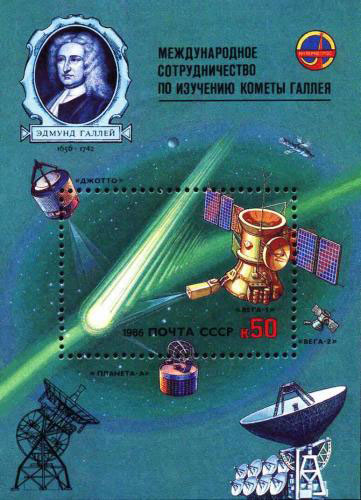 МЕЖДУНАРОДНОЕ
СОТРУДНИЧЕСТВО
ПО ИЗУЧЕНИЮ КОМЕТЫ ГАЛЛЕЯ
ИНТЕРКОСМОС
ЭДМУНД ГАЛЛЕЙ
1656 - 1742
«ДЖОТТО»
«ВЕГА-1»
1986 ПОЧТА СССР К50
«ВЕГА-2»
«ПЛАНЕТА-А»